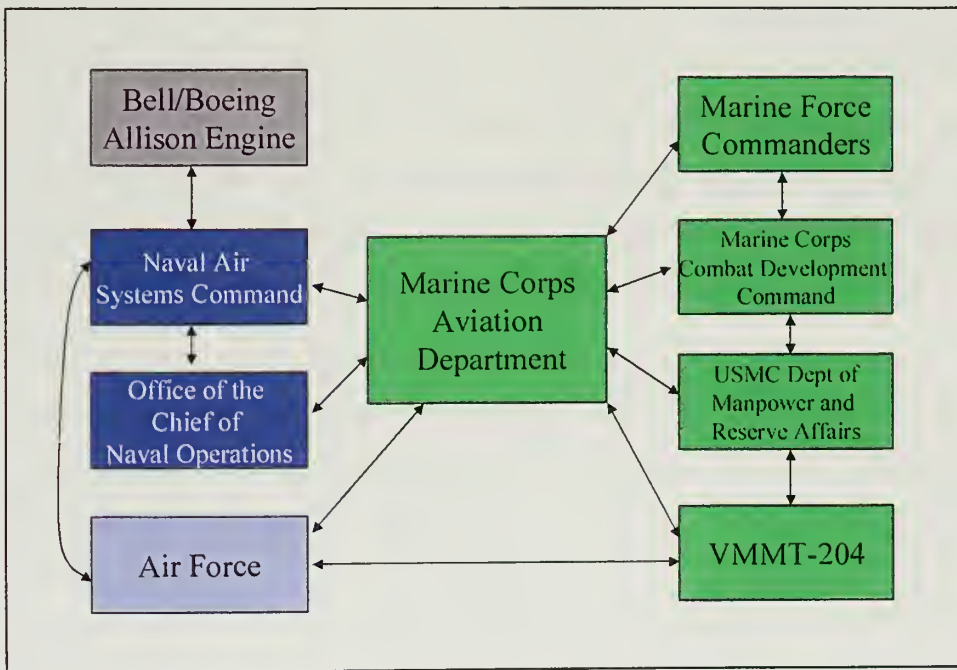 Bell/Boeing
Allison Engine
Naval Air
Systems Command
Office of the
Chief of
Naval Operations
Air Force
Marine Corps
Aviation
Department
Marine Force
Commanders
Marine Corps
Combat Development
Command
USMC Dept of
Manpower and
Reserve Affairs
VMMT-204